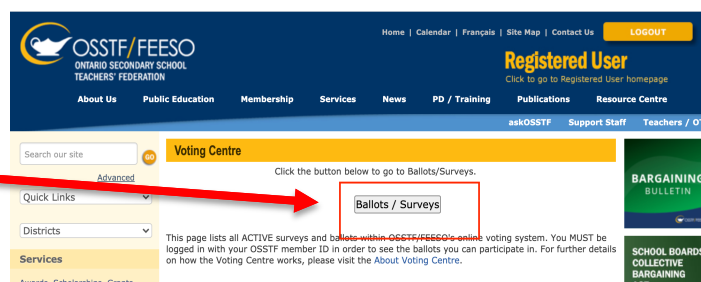 Home | Calendar | Français | Site Map | Contact Us
LOGOUT
OSSTF/FEESO
ONTARIO SECONDARY SCHOOL
TEACHERS' FEDERATION
Registered User
Click to go to Registered User homepage
About Us Public Education Membership Services News PD / Training Publications Resource Centre
askOSSTF Support Staff Teachers / OT
Search our site
GO
Advanced
Quick Links
Districts
Services
Awards, Scholarships, Grants
Voting Centre
Click the button below to go to Ballots/Surveys.
Ballots / Surveys
This page lists all ACTIVE surveys and ballots within OSSTF/FEESO's online voting system. You MUST be
logged in with your OSSTF member ID in order to see the ballots you can participate in. For further details
on how the Voting Centre works, please visit the About Voting Centre.
BARGAINING
BULLETIN
SCHOOL BOARDS
COLLECTIVE
BARGAINING